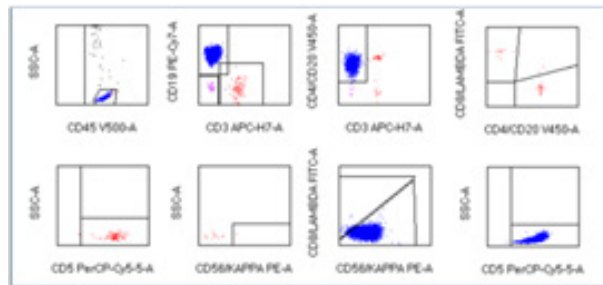 SSC-A
CD45 V500-A
CD19 PE-Cy7-A
CD3 APC-H7-A
CD4/CD20 V450-A
CD3 APC-H7-A
CD8/LAMBDA FITC-A
CD4/CD20 V450-A
SSC-A
CD5 PerCP-Cy5-5-A
SSC-A
CD56/KAPPA PE-A
CD8/LAMBDA FITC-A
CD56/KAPPA PE-A
SSC-A
CD5 PerCP-Cy5-5-A